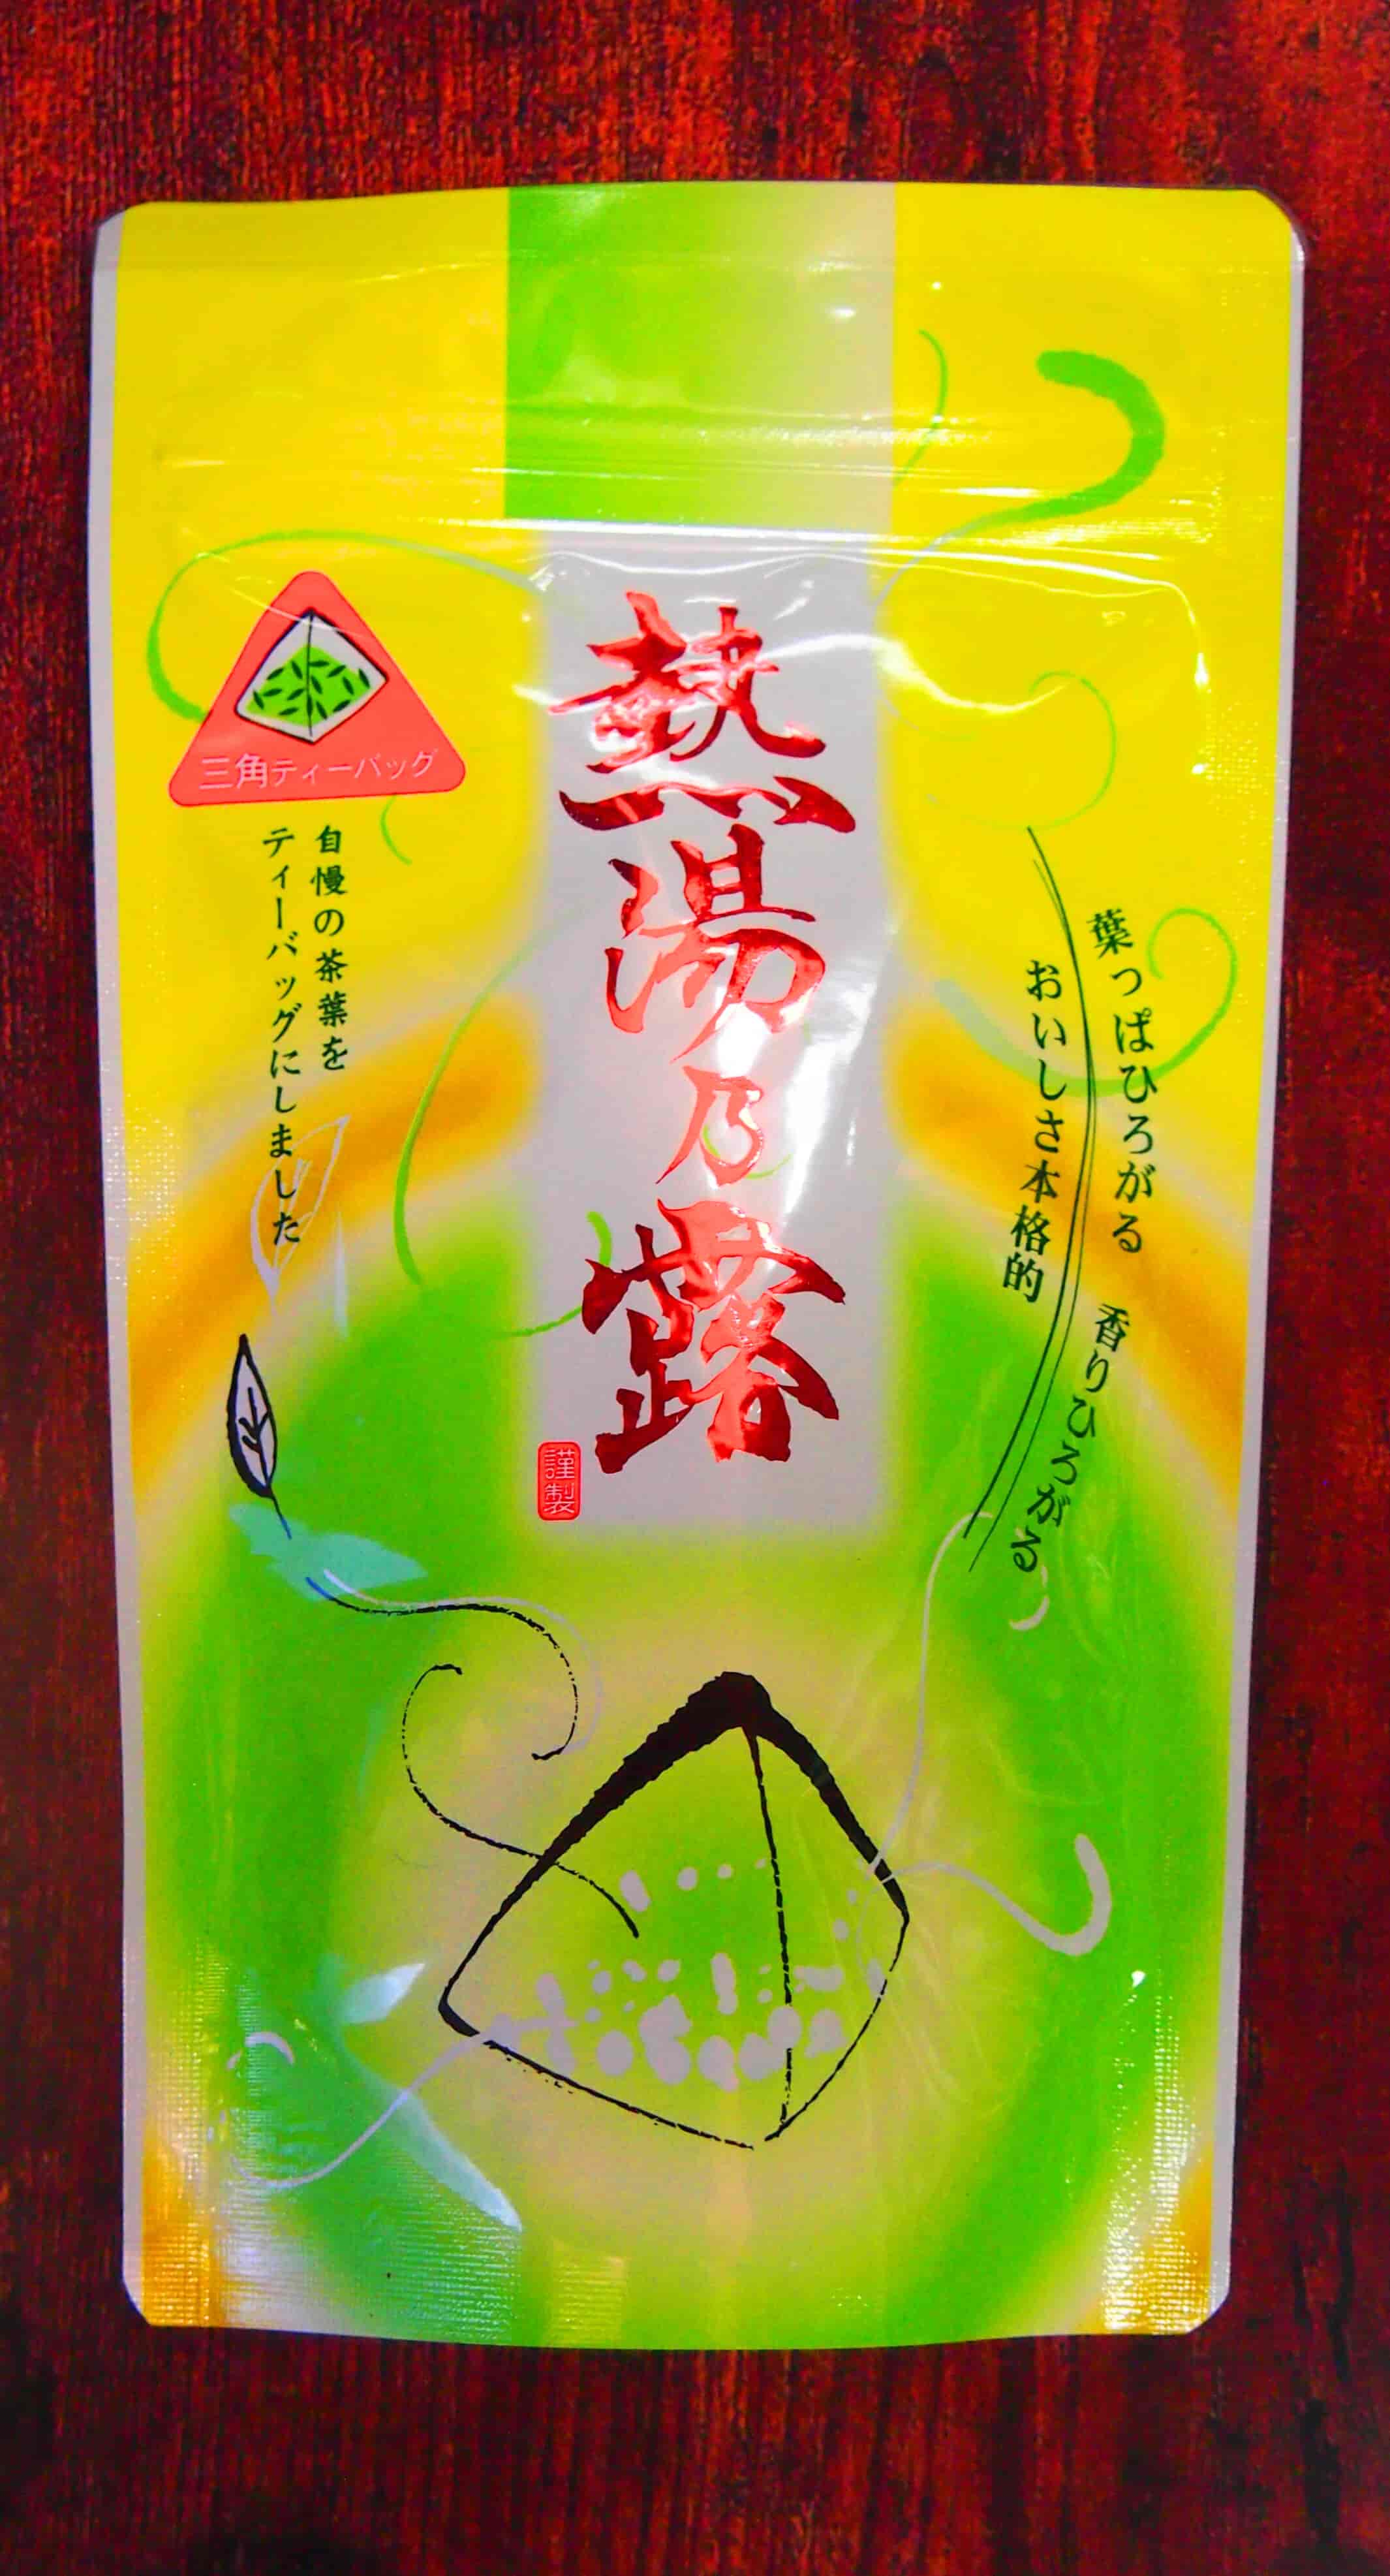 熱湯乃露
謹製
三角ティーバッグ
自慢の茶葉を
ティーバッグにしました
葉っぱひろがる 香りひろがる
おいしさ本格的